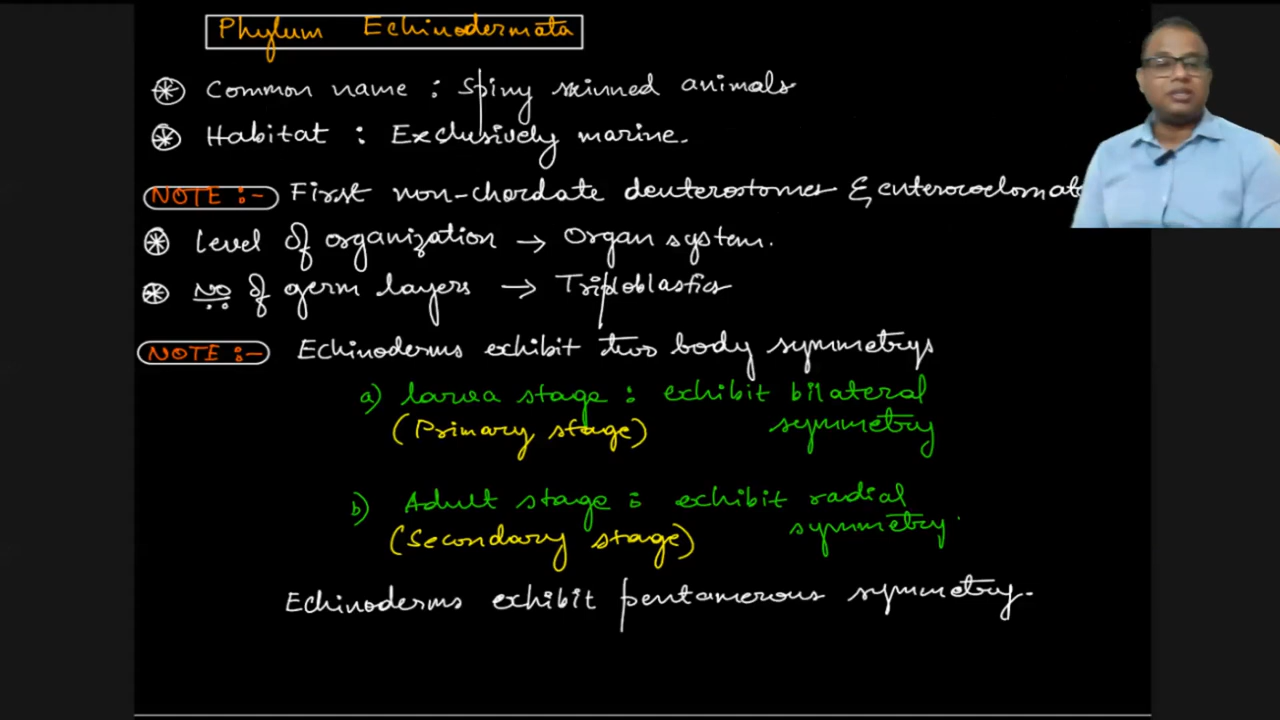 Phylum Echinodermata
Common name : Spiny skinned animals
Habitat : Exclusively marine.
NOTE :- First non-chordate deuterostomes & enterocoelomat
Level of organization → Organ system.
No of germ layers → Triploblastics
NOTE :- Echinoderms exhibit two body symmetrys
a) larvea stage : exhibit bilateral
(Primary stage) symmetry
b) Adult stage : exhibit radial
(Secondary stage) symmetry.
Echinoderms exhibit pentamerous symmetry.